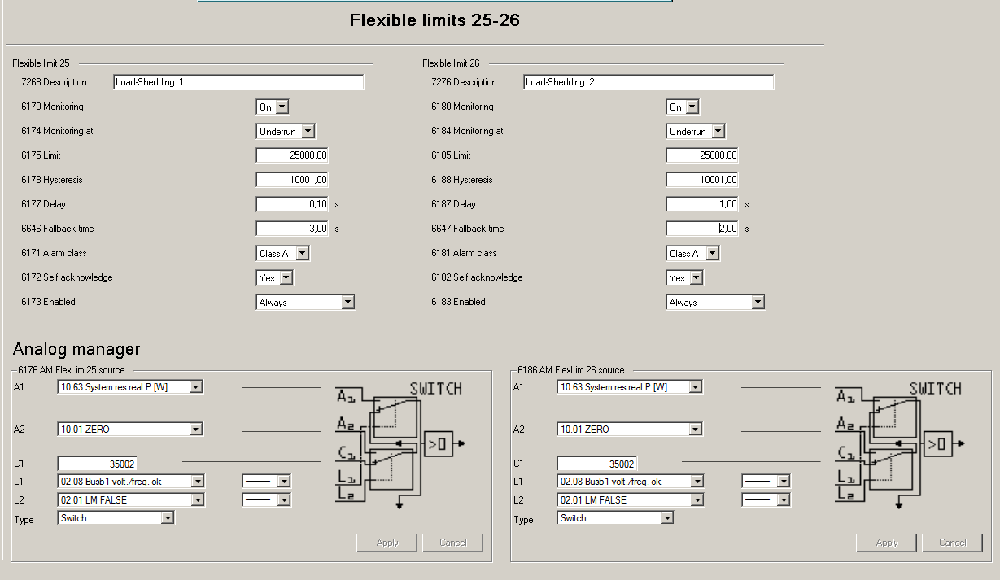 Flexible limits 25-26
Flexible limit 25
7268 Description Load-Shedding 1
6170 Monitoring On
6174 Monitoring at Underrun
6175 Limit 25000,00
6178 Hysteresis 10001,00
6177 Delay 0,10 s
6646 Fallback time 3,00 s
6171 Alarm class Class A
6172 Self acknowledge Yes
6173 Enabled Always
Flexible limit 26
7276 Description Load-Shedding 2
6180 Monitoring On
6184 Monitoring at Underrun
6185 Limit 25000,00
6188 Hysteresis 10001,00
6187 Delay 1,00 s
6647 Fallback time 2,00 s
6181 Alarm class Class A
6182 Self acknowledge Yes
6183 Enabled Always
Analog manager
6176 AM FlexLim 25 source
A1 10.63 System.res.real P [W]
A2 10.01 ZERO
C1 35002
L1 02.08 Busb1 volt./freq. ok
L2 02.01 LM FALSE
Type Switch
SWITCH
A1
A2
C1
L1
L2
>0
Apply Cancel
6186 AM FlexLim 26 source
A1 10.63 System.res.real P [W]
A2 10.01 ZERO
C1 35002
L1 02.08 Busb1 volt./freq. ok
L2 02.01 LM FALSE
Type Switch
SWITCH
A1
A2
C1
L1
L2
>0
Apply Cancel